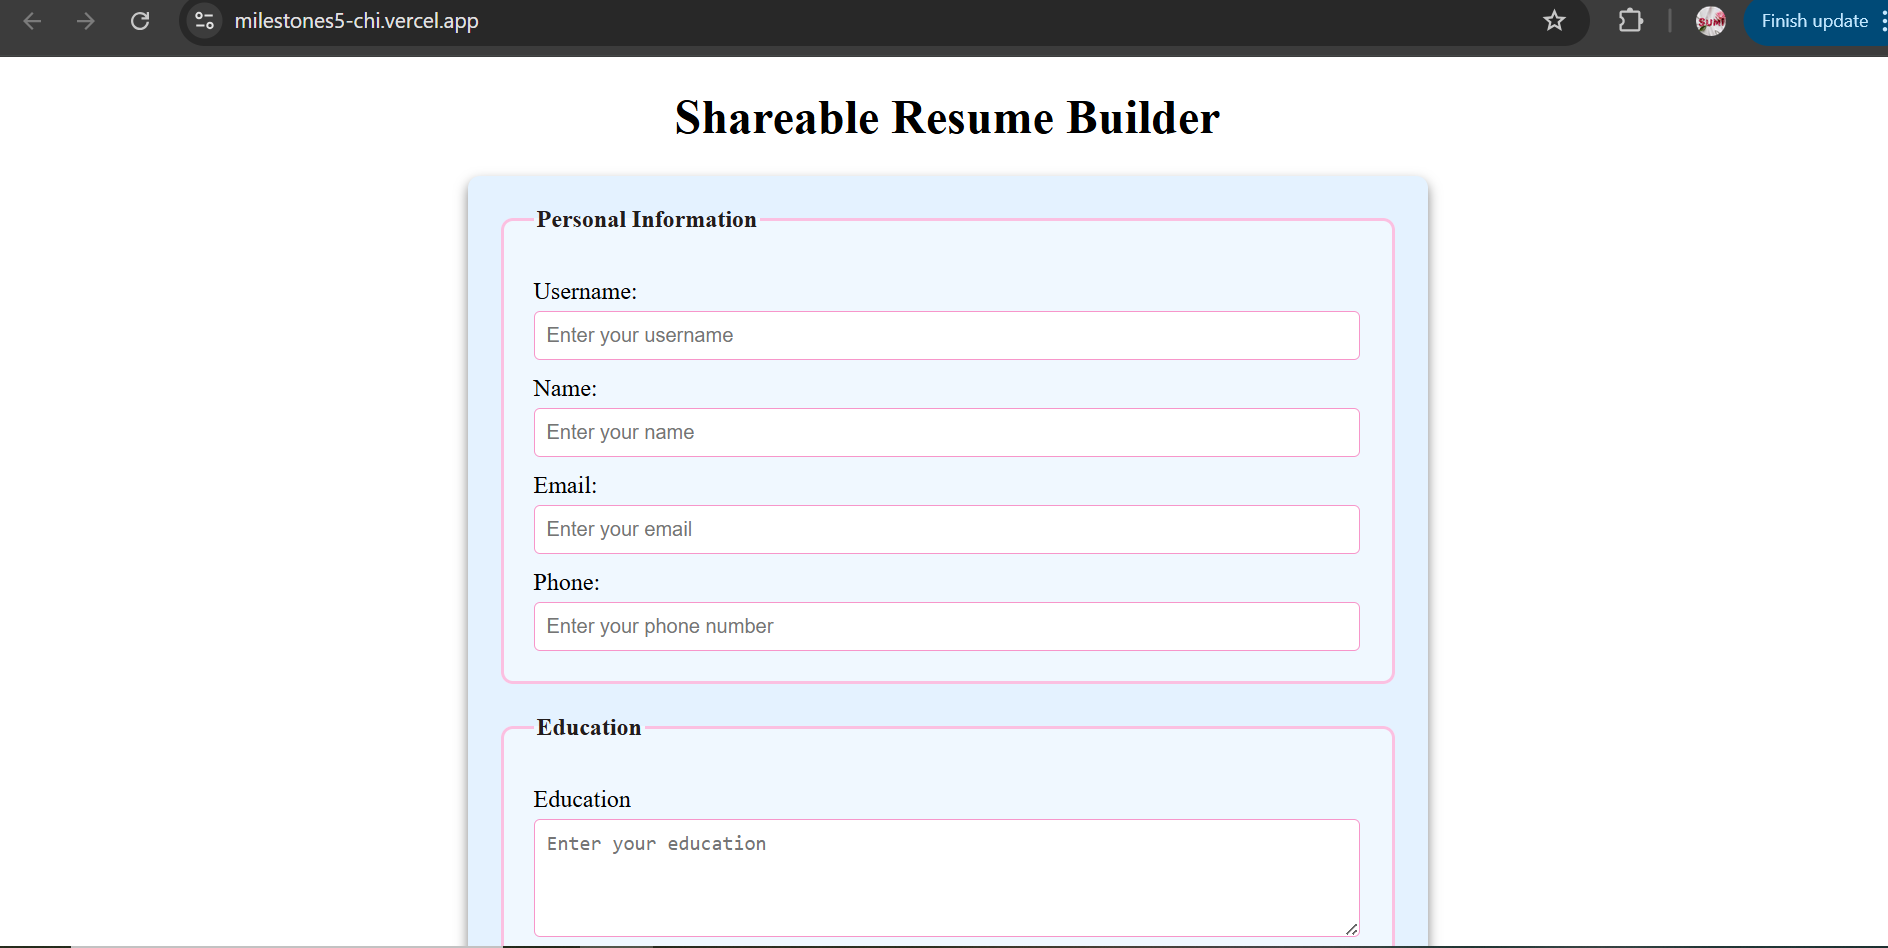 milestones5-chi.vercel.app
Finish update
Shareable Resume Builder
Personal Information
Username:
Enter your username
Name:
Enter your name
Email:
Enter your email
Phone:
Enter your phone number
Education
Education
Enter your education